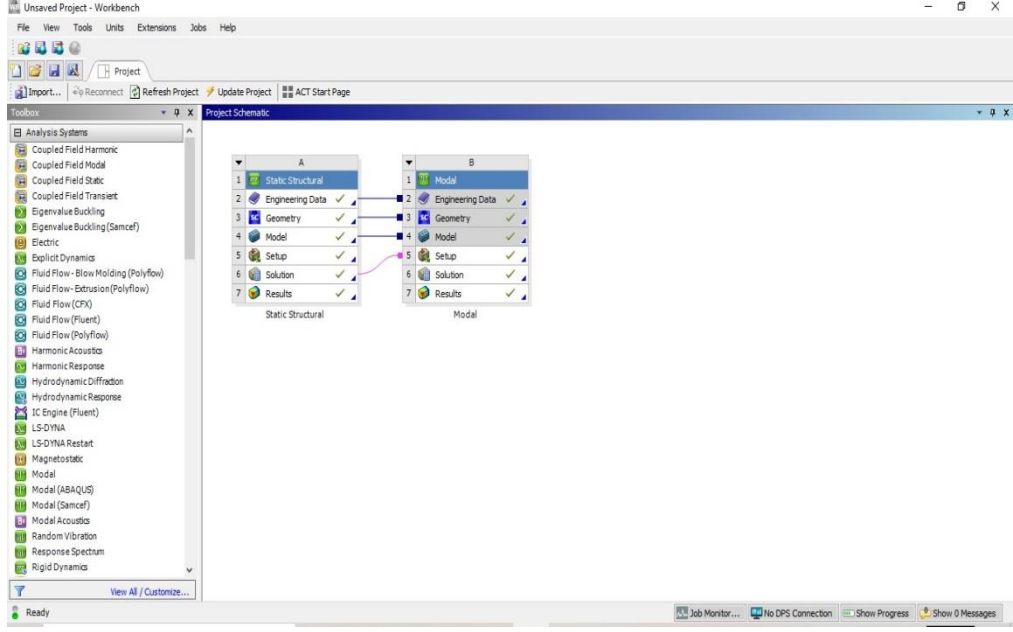 Unsaved Project - Workbench
File View Tools Units Extensions Jobs Help
Project
Import... Reconnect Refresh Project Update Project ACT Start Page
Toolbox
Project Schematic
Analysis Systems
Coupled Field Harmonic
Coupled Field Modal
Coupled Field Static
Coupled Field Transient
Eigenvalue Buckling
Eigenvalue Buckling (Samcef)
Electric
Explicit Dynamics
Fluid Flow - Blow Molding (Polyflow)
Fluid Flow - Extrusion (Polyflow)
Fluid Flow (CFX)
Fluid Flow (Fluent)
Fluid Flow (Polyflow)
Harmonic Acoustics
Harmonic Response
Hydrodynamic Diffraction
Hydrodynamic Response
IC Engine (Fluent)
LS-DYNA
LS-DYNA Restart
Magnetostatic
Modal
Modal (ABAQUS)
Modal (Samcef)
Modal Acoustics
Random Vibration
Response Spectrum
Rigid Dynamics
View All / Customize...
A
1 Static Structural
2 Engineering Data
3 Geometry
4 Model
5 Setup
6 Solution
7 Results
Static Structural
B
1 Modal
2 Engineering Data
3 Geometry
4 Model
5 Setup
6 Solution
7 Results
Modal
Ready
Job Monitor... No DPS Connection Show Progress Show 0 Messages